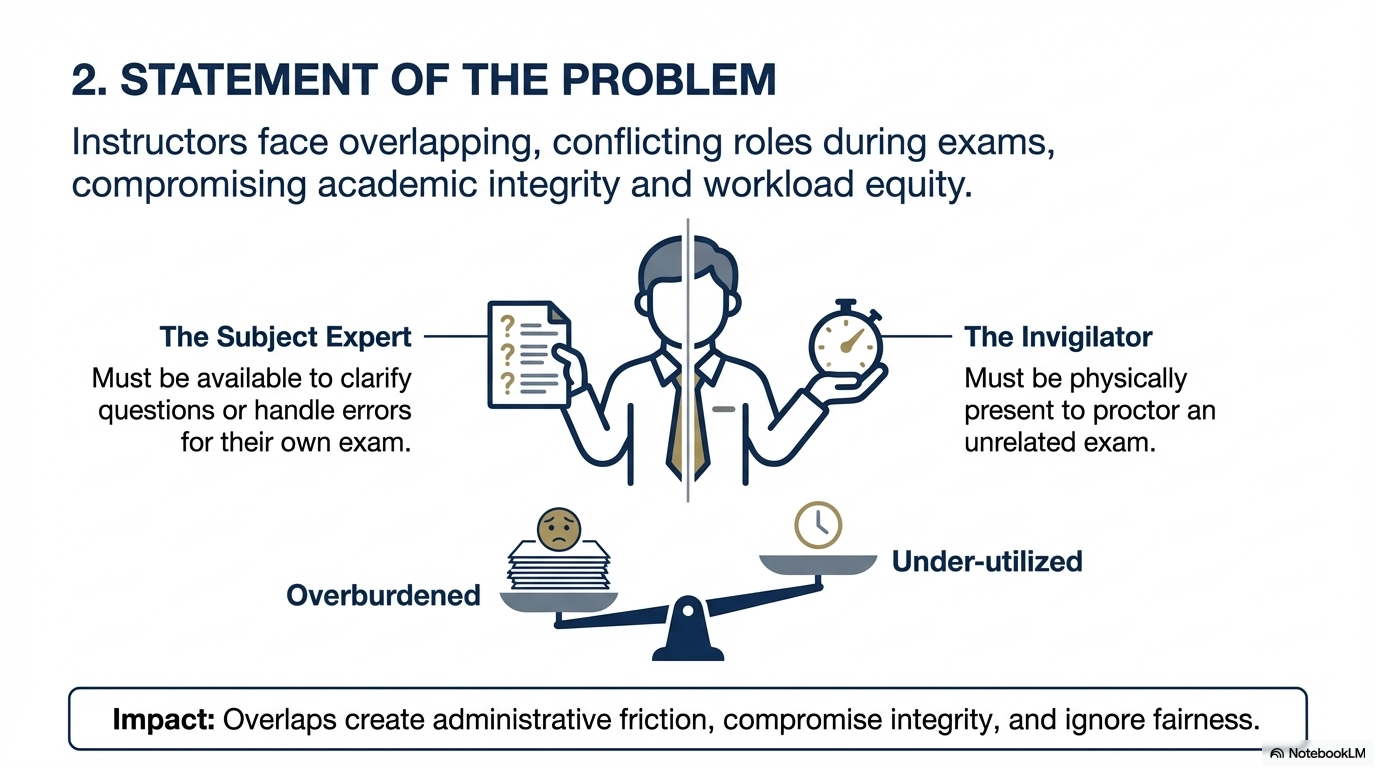 2. STATEMENT OF THE PROBLEM
Instructors face overlapping, conflicting roles during exams,
compromising academic integrity and workload equity.
The Subject Expert
Must be available to clarify
questions or handle errors
for their own exam.
?
?
?
The Invigilator
Must be physically
present to proctor an
unrelated exam.
Overburdened
Under-utilized
Impact: Overlaps create administrative friction, compromise integrity, and ignore fairness.
NotebookLM